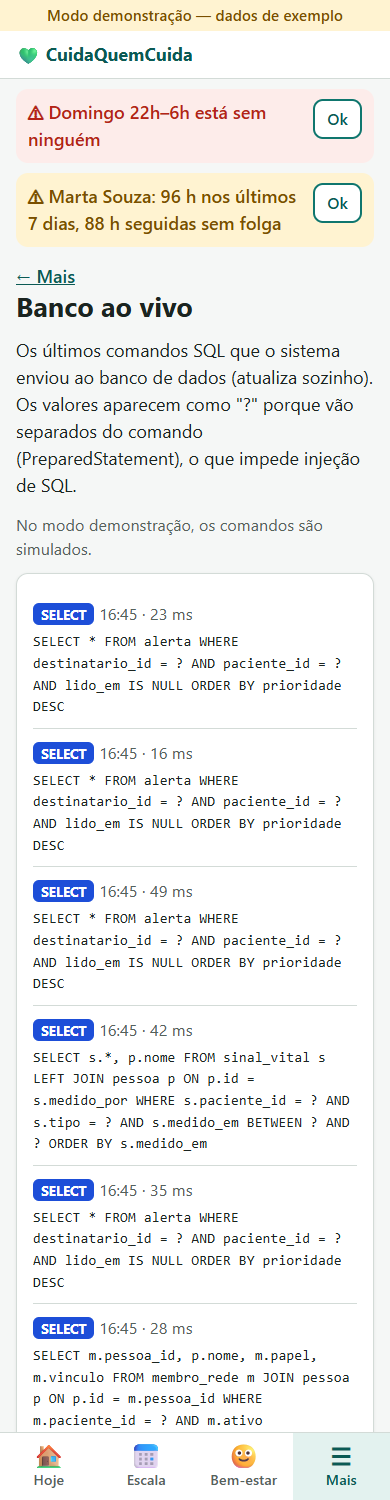 Modo demonstração — dados de exemplo
CuidaQuemCuida
⚠ Domingo 22h–6h está sem
ninguém
Ok
⚠ Marta Souza: 96 h nos últimos
7 dias, 88 h seguidas sem folga
Ok
← Mais
Banco ao vivo
Os últimos comandos SQL que o sistema
enviou ao banco de dados (atualiza sozinho).
Os valores aparecem como "?" porque vão
separados do comando
(PreparedStatement), o que impede injeção
de SQL.
No modo demonstração, os comandos são
simulados.
SELECT 16:45 · 23 ms
SELECT * FROM alerta WHERE
destinatario_id = ? AND paciente_id = ?
AND lido_em IS NULL ORDER BY prioridade
DESC
SELECT 16:45 · 16 ms
SELECT * FROM alerta WHERE
destinatario_id = ? AND paciente_id = ?
AND lido_em IS NULL ORDER BY prioridade
DESC
SELECT 16:45 · 49 ms
SELECT * FROM alerta WHERE
destinatario_id = ? AND paciente_id = ?
AND lido_em IS NULL ORDER BY prioridade
DESC
SELECT 16:45 · 42 ms
SELECT s.*, p.nome FROM sinal_vital s
LEFT JOIN pessoa p ON p.id =
s.medido_por WHERE s.paciente_id = ? AND
s.tipo = ? AND s.medido_em BETWEEN ? AND
? ORDER BY s.medido_em
SELECT 16:45 · 35 ms
SELECT * FROM alerta WHERE
destinatario_id = ? AND paciente_id = ?
AND lido_em IS NULL ORDER BY prioridade
DESC
SELECT 16:45 · 28 ms
SELECT m.pessoa_id, p.nome, m.papel,
m.vinculo FROM membro_rede m JOIN pessoa
p ON p.id = m.pessoa_id WHERE
m.paciente_id = ? AND m.ativo
Hoje
Escala
Bem-estar
Mais